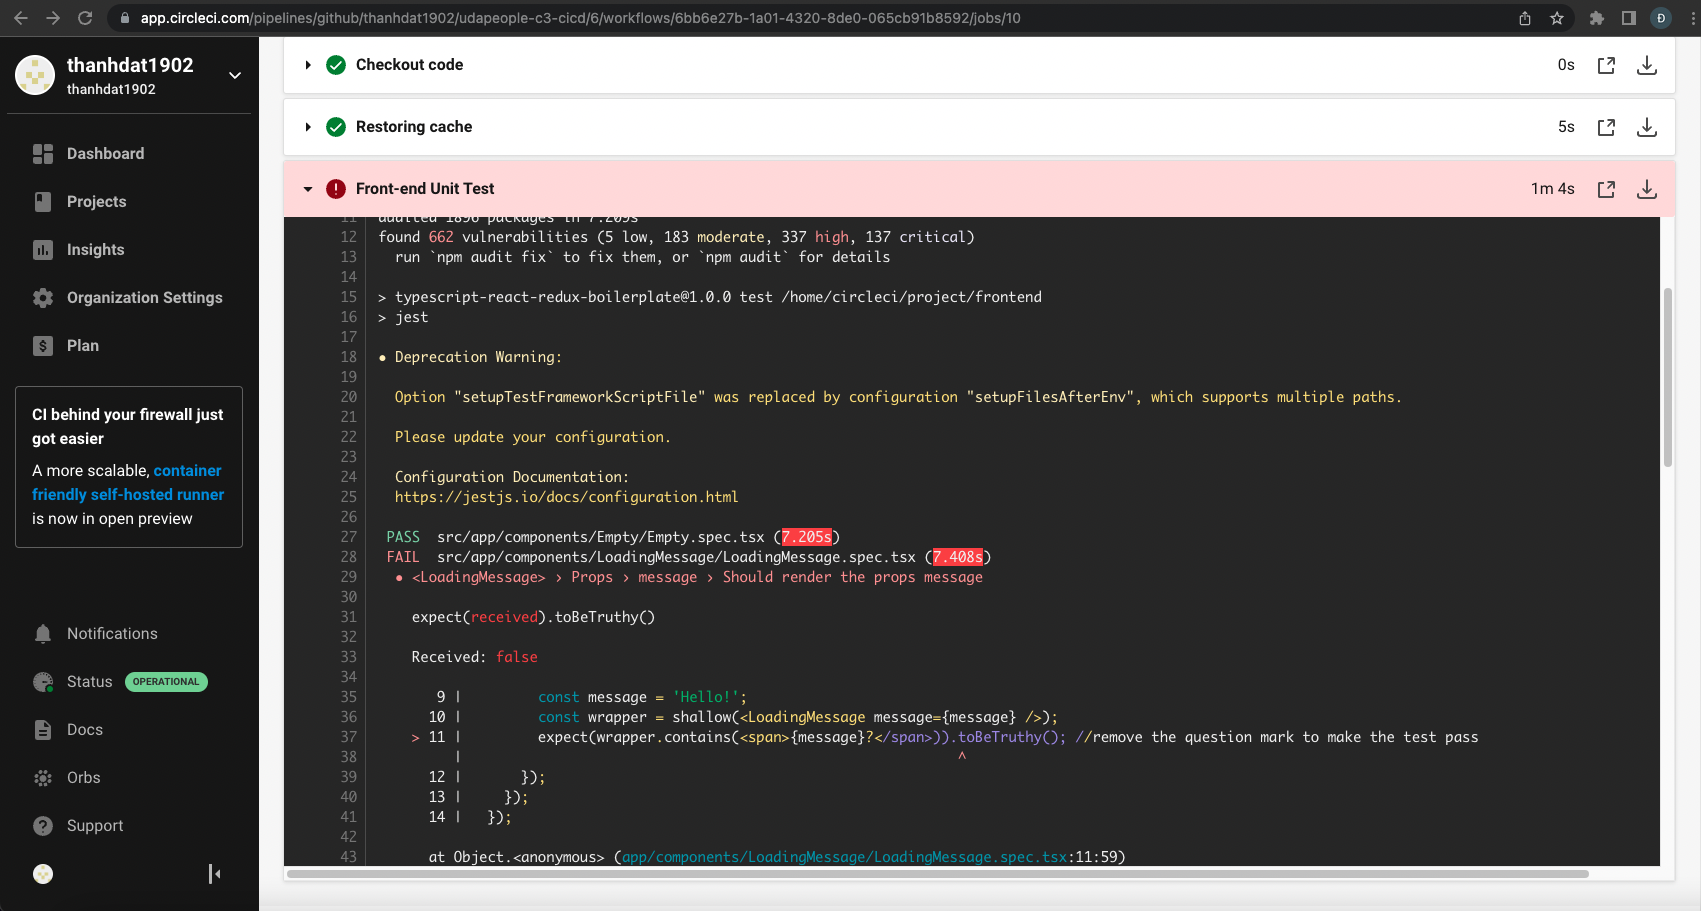 app.circleci.com/pipelines/github/thanhdat1902/udapeople-c3-cicd/6/workflows/6bb6e27b-1a01-4320-8de0-065cb91b8592/jobs/10
Đ
thanhdat1902
thanhdat1902
Dashboard
Projects
Insights
Organization Settings
Plan
CI behind your firewall just
got easier
A more scalable, container
friendly self-hosted runner
is now in open preview
Notifications
Status OPERATIONAL
Docs
Orbs
Support
Checkout code 0s
Restoring cache 5s
Front-end Unit Test 1m 4s
11 audited 1896 packages in 7.209s
12 found 662 vulnerabilities (5 low, 183 moderate, 337 high, 137 critical)
13 run `npm audit fix` to fix them, or `npm audit` for details
14
15 > typescript-react-redux-boilerplate@1.0.0 test /home/circleci/project/frontend
16 > jest
17
18 ● Deprecation Warning:
19
20 Option "setupTestFrameworkScriptFile" was replaced by configuration "setupFilesAfterEnv", which supports multiple paths.
21
22 Please update your configuration.
23
24 Configuration Documentation:
25 https://jestjs.io/docs/configuration.html
26
27 PASS src/app/components/Empty/Empty.spec.tsx (7.205s)
28 FAIL src/app/components/LoadingMessage/LoadingMessage.spec.tsx (7.408s)
29 ● <LoadingMessage> › Props › message › Should render the props message
30
31 expect(received).toBeTruthy()
32
33 Received: false
34
35 9 | const message = 'Hello!';
36 10 | const wrapper = shallow(<LoadingMessage message={message} />);
37 > 11 | expect(wrapper.contains(<span>{message}?</span>)).toBeTruthy(); //remove the question mark to make the test pass
38 | ^
39 12 | });
40 13 | });
41 14 | });
42
43 at Object.<anonymous> (app/components/LoadingMessage/LoadingMessage.spec.tsx:11:59)